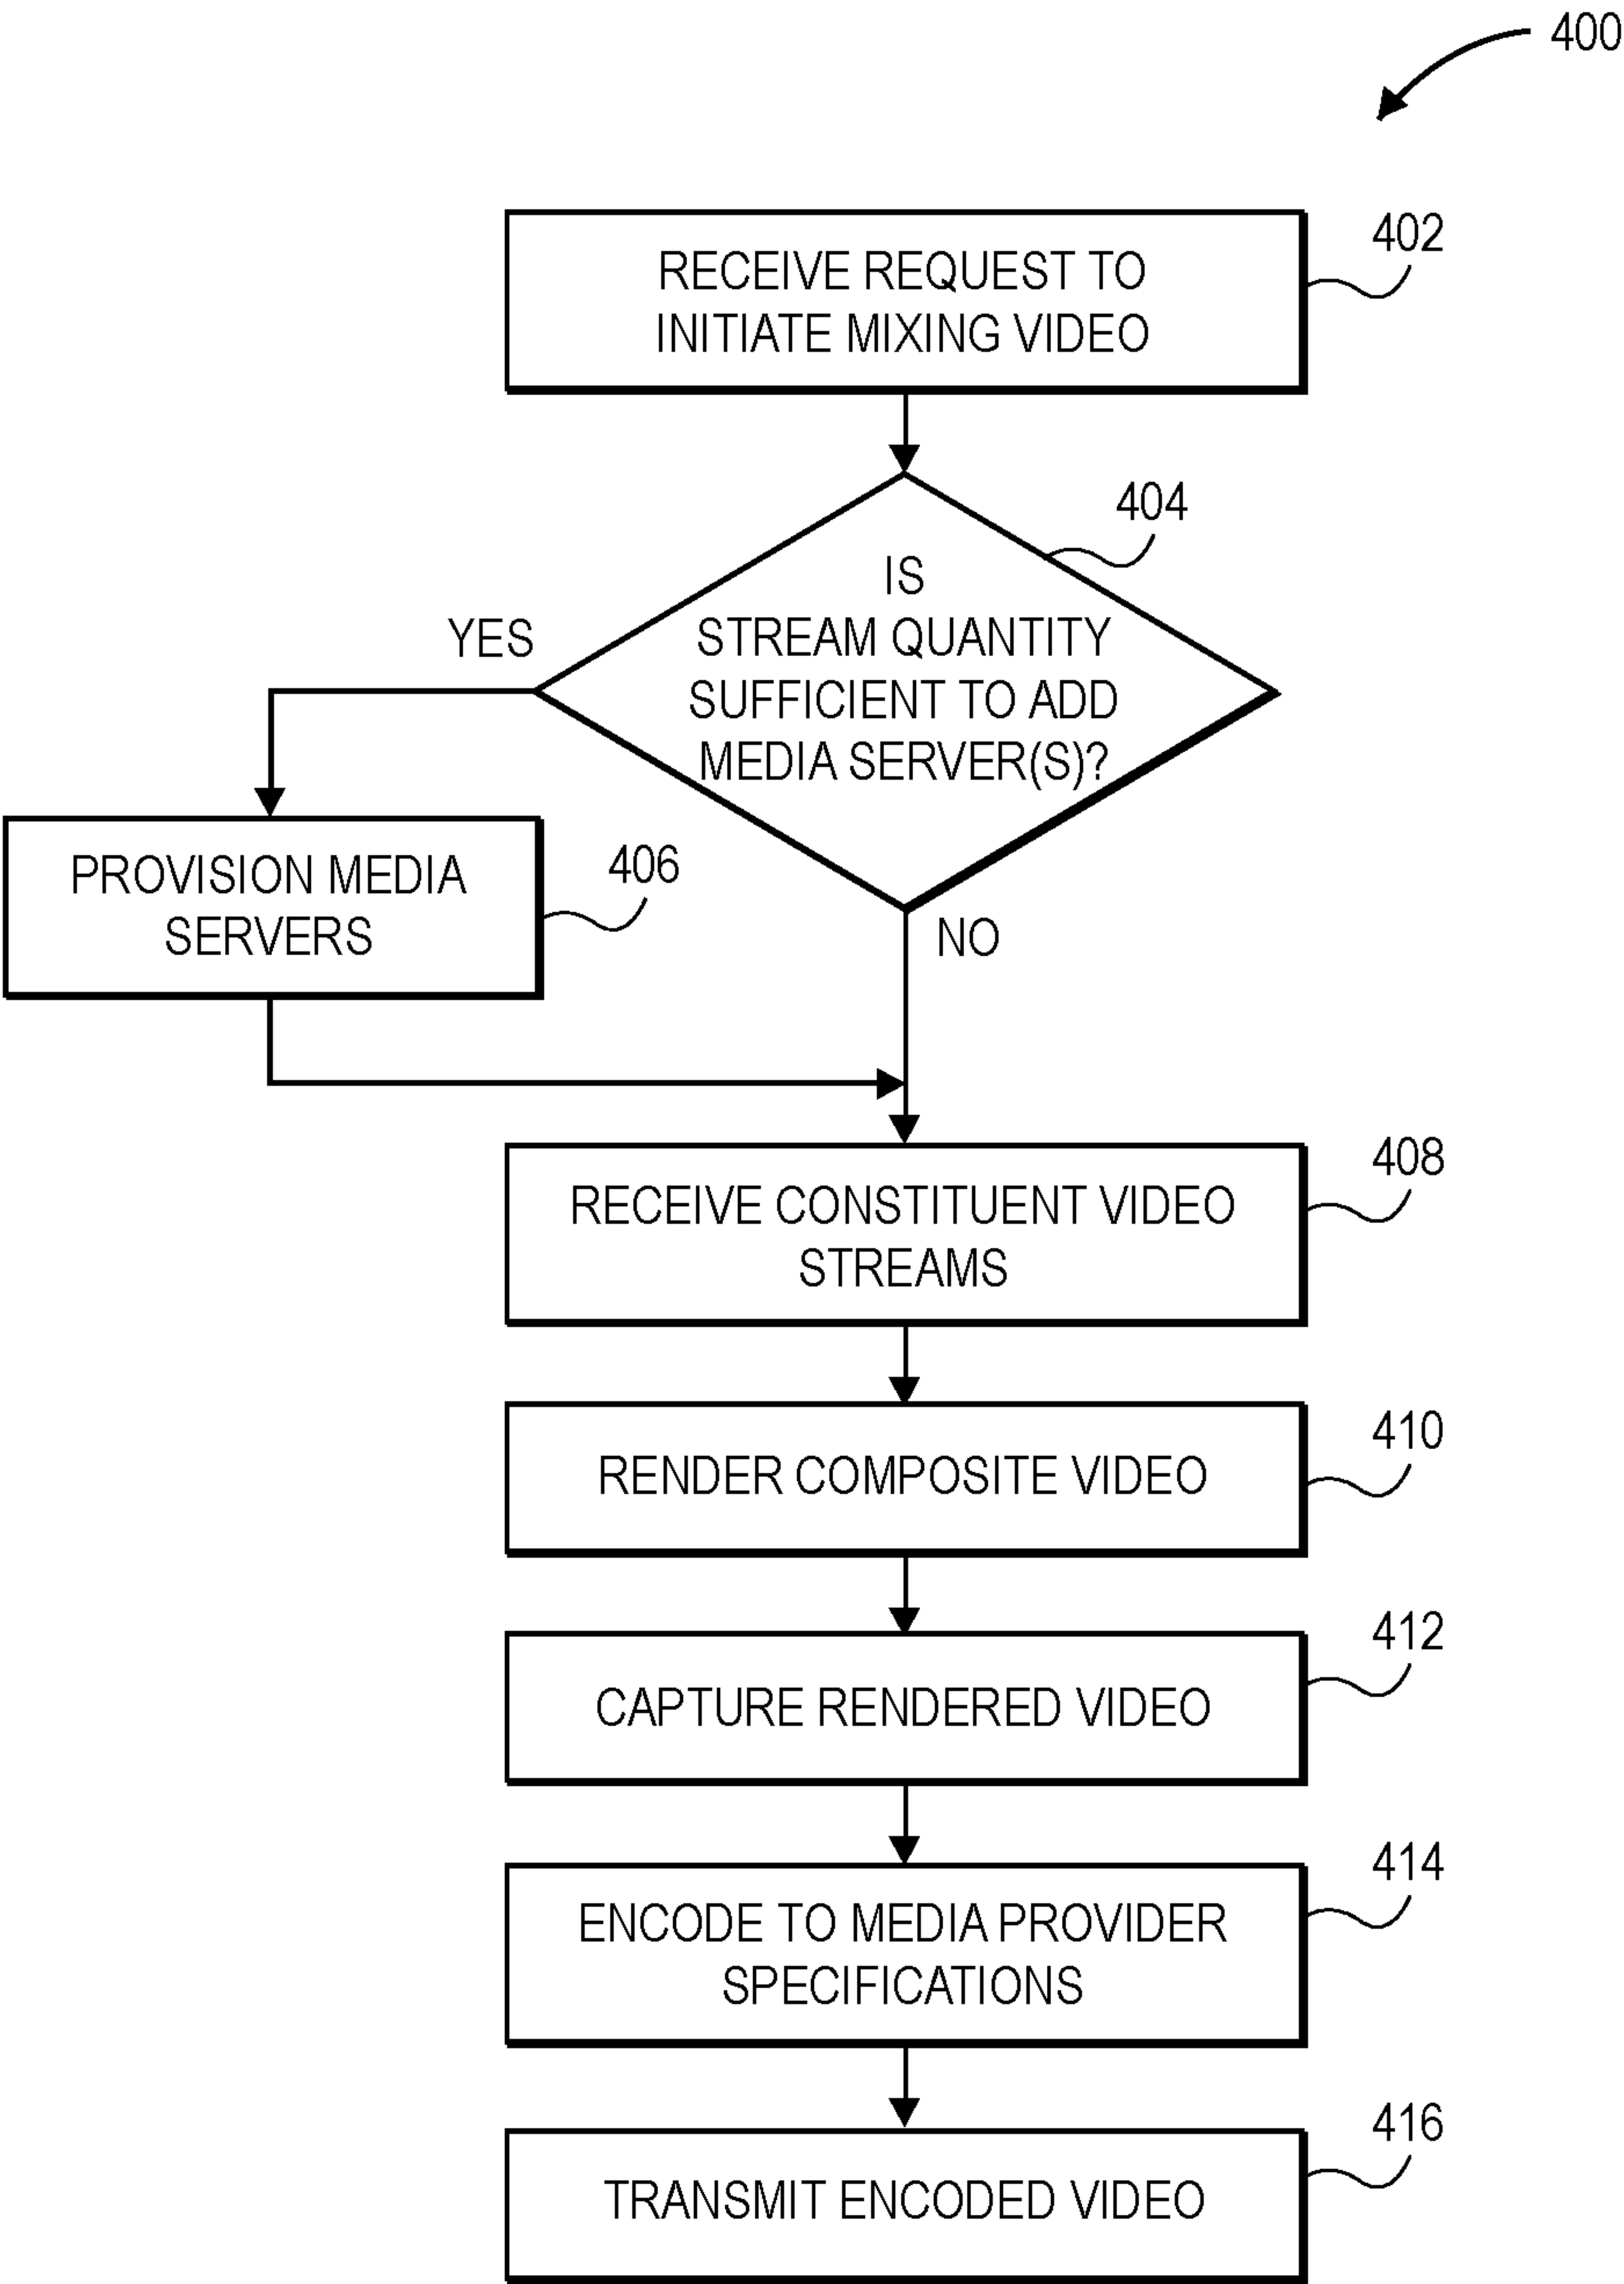 400
RECEIVE REQUEST TO
INITIATE MIXING VIDEO
402
404
IS
STREAM QUANTITY
SUFFICIENT TO ADD
MEDIA SERVER(S)?
YES
PROVISION MEDIA
SERVERS
406
NO
RECEIVE CONSTITUENT VIDEO
STREAMS
408
RENDER COMPOSITE VIDEO
410
CAPTURE RENDERED VIDEO
412
ENCODE TO MEDIA PROVIDER
SPECIFICATIONS
414
TRANSMIT ENCODED VIDEO
416